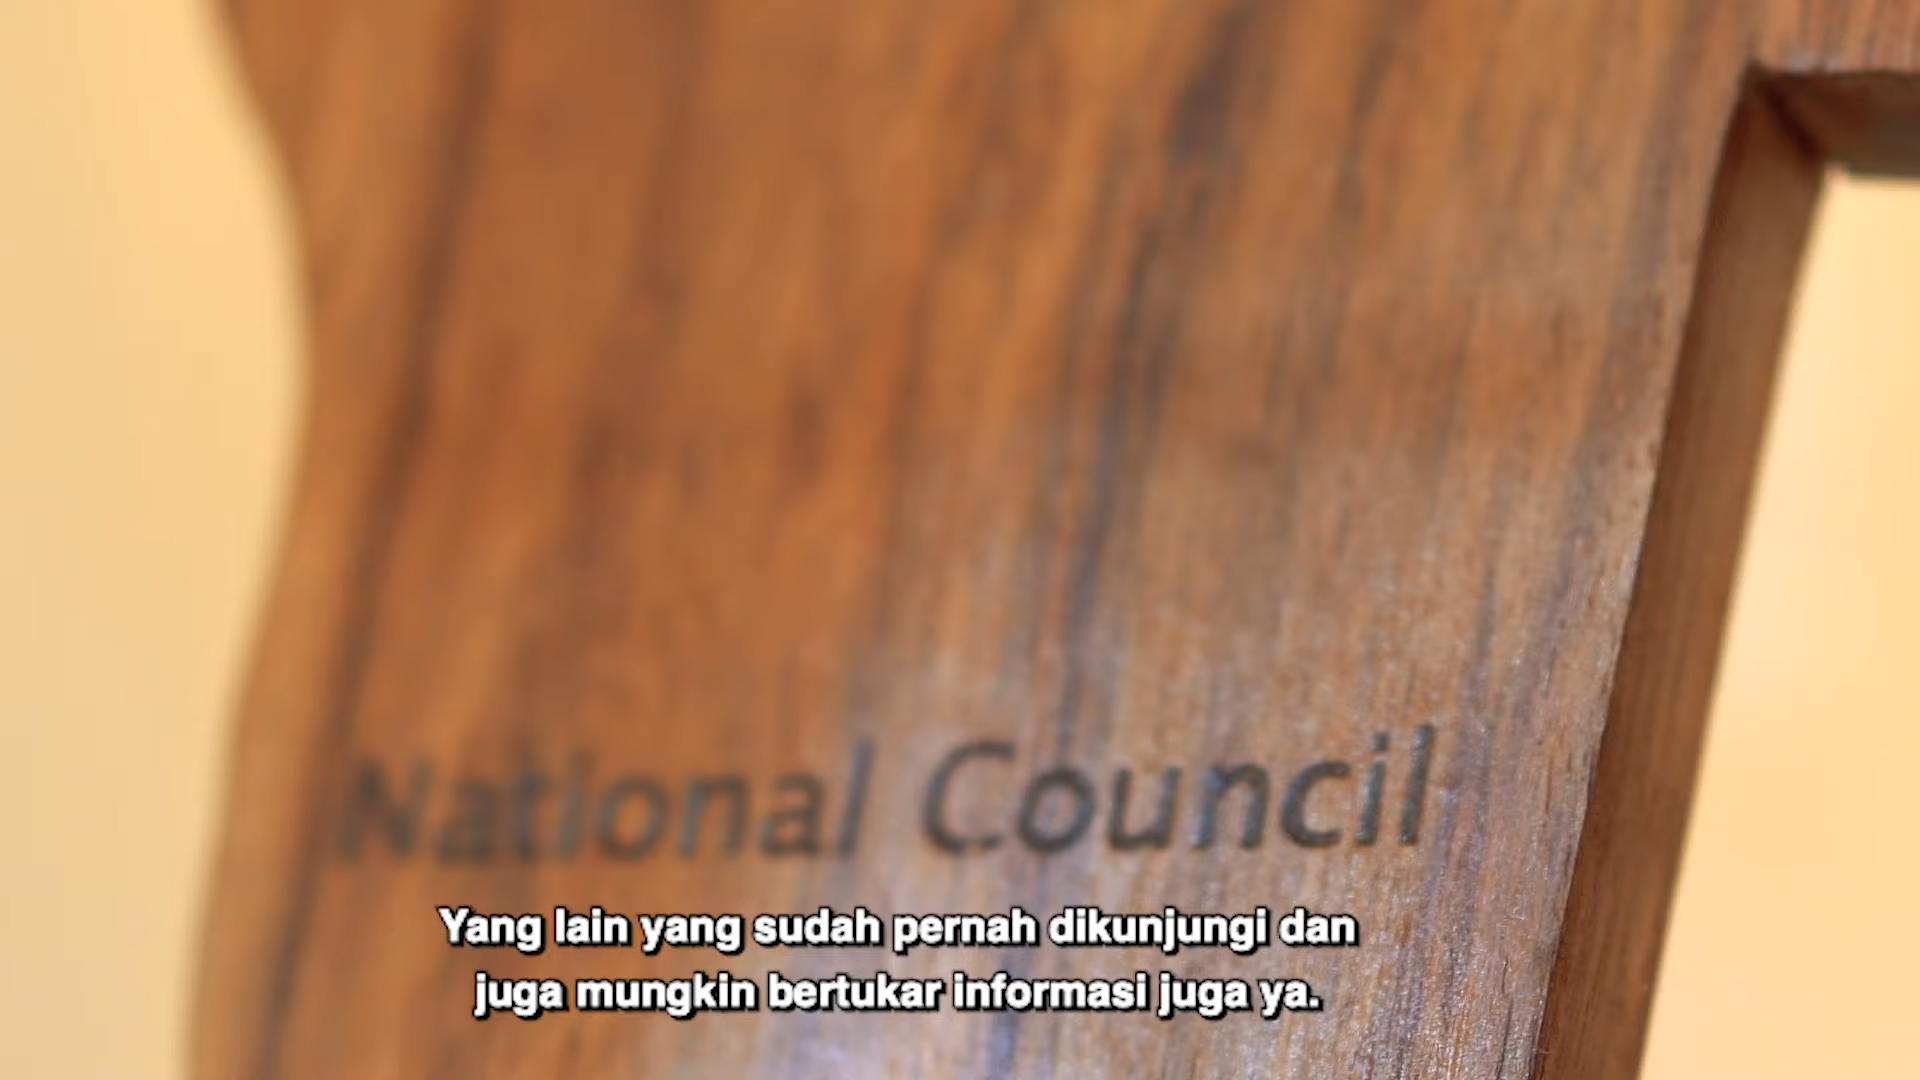 National Council
Yang lain yang sudah pernah dikunjungi dan
juga mungkin bertukar informasi juga ya.